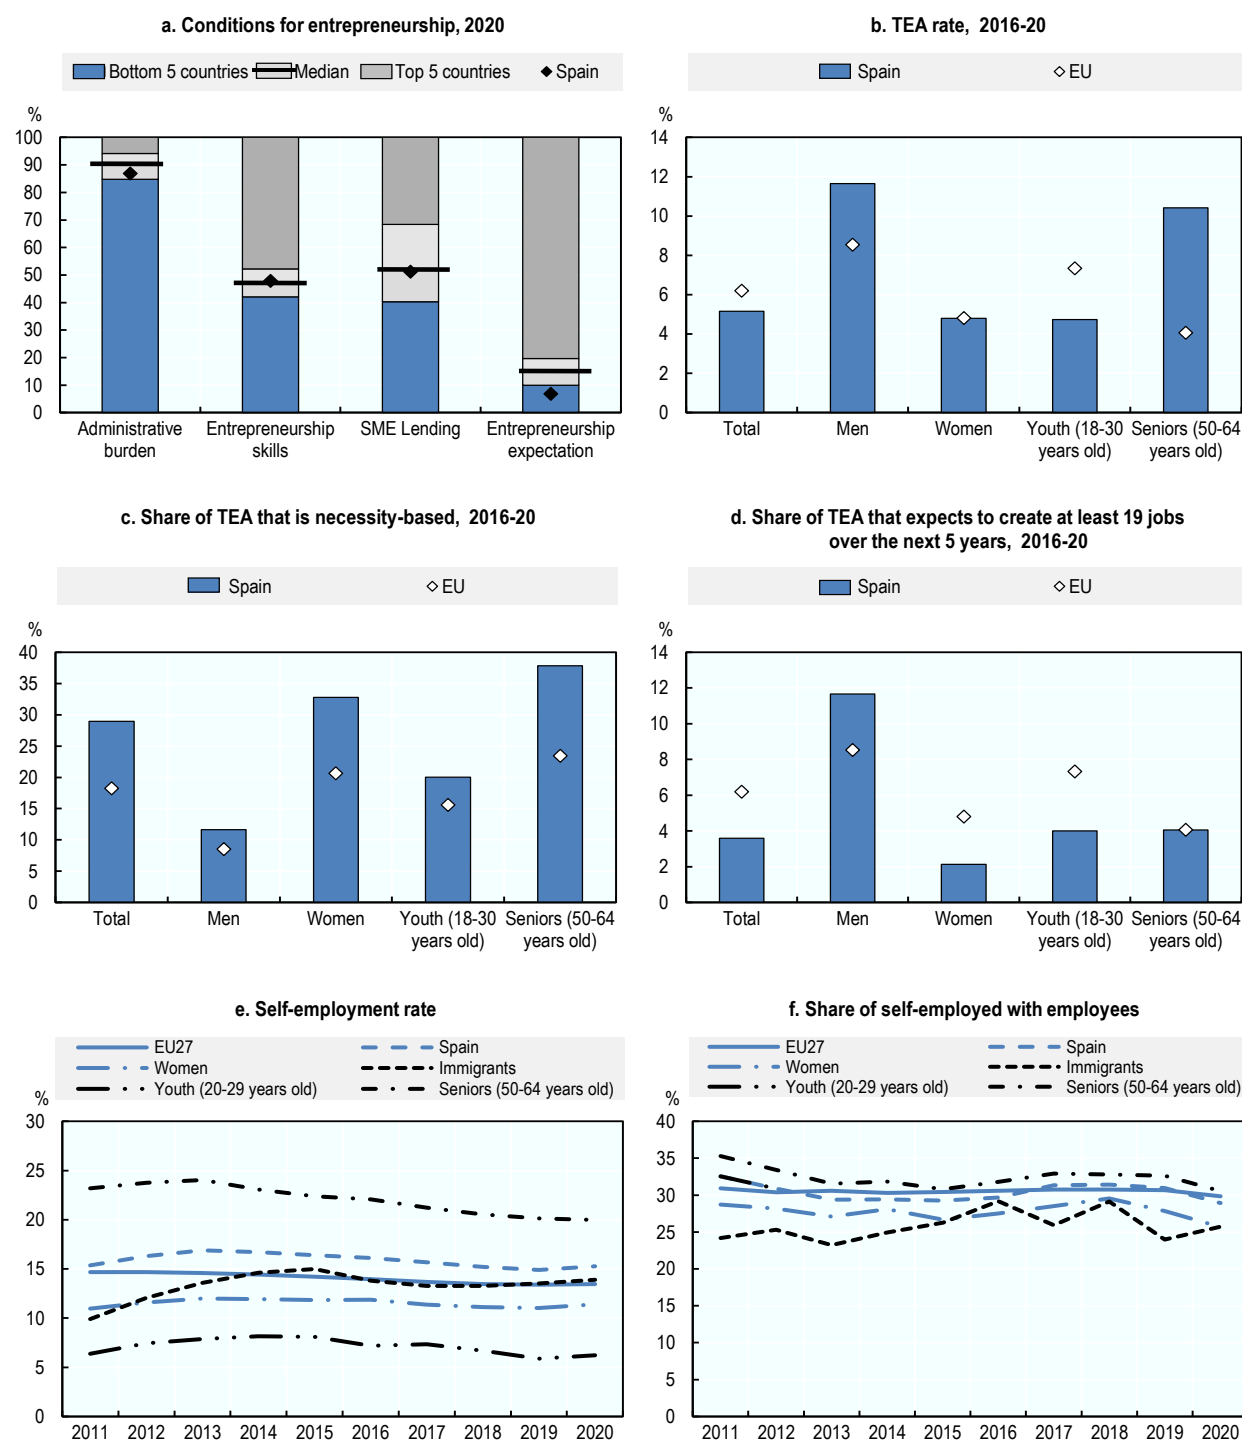 a. Conditions for entrepreneurship, 2020
Bottom 5 countries Median Top 5 countries Spain
%
100
90
80
70
60
50
40
30
20
10
0
Administrative burden
Entrepreneurship skills
SME Lending
Entrepreneurship expectation
b. TEA rate, 2016-20
Spain EU
%
14
12
10
8
6
4
2
0
Total
Men
Women
Youth (18-30 years old)
Seniors (50-64 years old)
c. Share of TEA that is necessity-based, 2016-20
Spain EU
%
40
35
30
25
20
15
10
5
0
Total
Men
Women
Youth (18-30 years old)
Seniors (50-64 years old)
d. Share of TEA that expects to create at least 19 jobs
over the next 5 years, 2016-20
Spain EU
%
14
12
10
8
6
4
2
0
Total
Men
Women
Youth (18-30 years old)
Seniors (50-64 years old)
e. Self-employment rate
EU27 Spain
Women Immigrants
Youth (20-29 years old) Seniors (50-64 years old)
%
30
25
20
15
10
5
0
2011 2012 2013 2014 2015 2016 2017 2018 2019 2020
f. Share of self-employed with employees
EU27 Spain
Women Immigrants
Youth (20-29 years old) Seniors (50-64 years old)
%
40
35
30
25
20
15
10
5
0
2011 2012 2013 2014 2015 2016 2017 2018 2019 2020